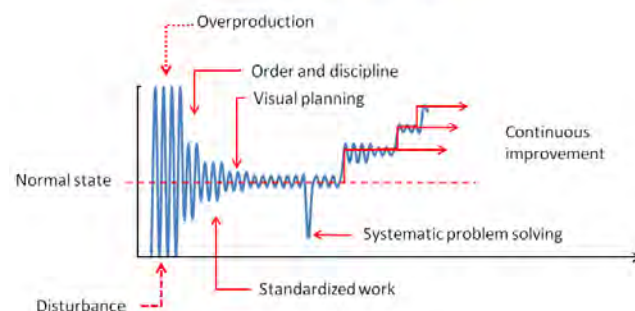 Overproduction
Order and discipline
Visual planning
Continuous
improvement
Normal state
Systematic problem solving
Standardized work
Disturbance